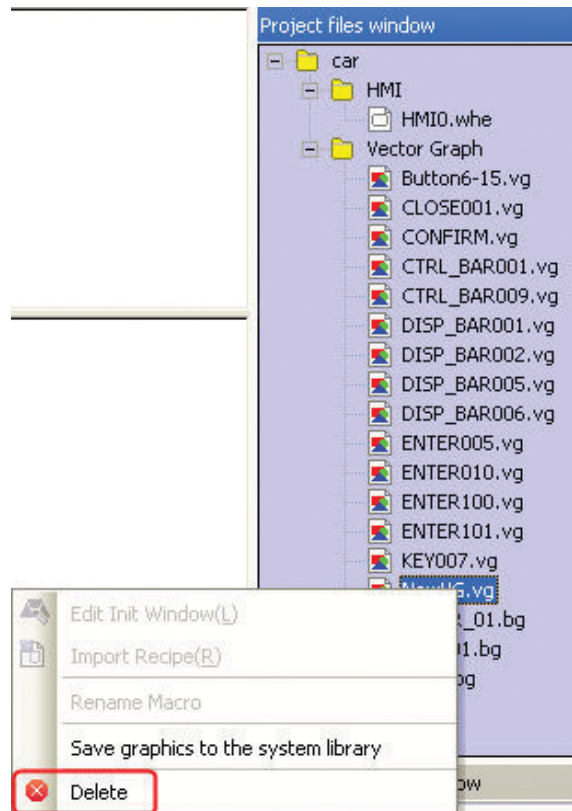 Project files window
car
HMI
HMI0.whe
Vector Graph
Button6-15.vg
CLOSE001.vg
CONFIRM.vg
CTRL_BAR001.vg
CTRL_BAR009.vg
DISP_BAR001.vg
DISP_BAR002.vg
DISP_BAR005.vg
DISP_BAR006.vg
ENTER005.vg
ENTER010.vg
ENTER100.vg
ENTER101.vg
KEY007.vg
_01.bg
Edit Init Window(L)
Import Recipe(R)
Rename Macro
Save graphics to the system library
Delete